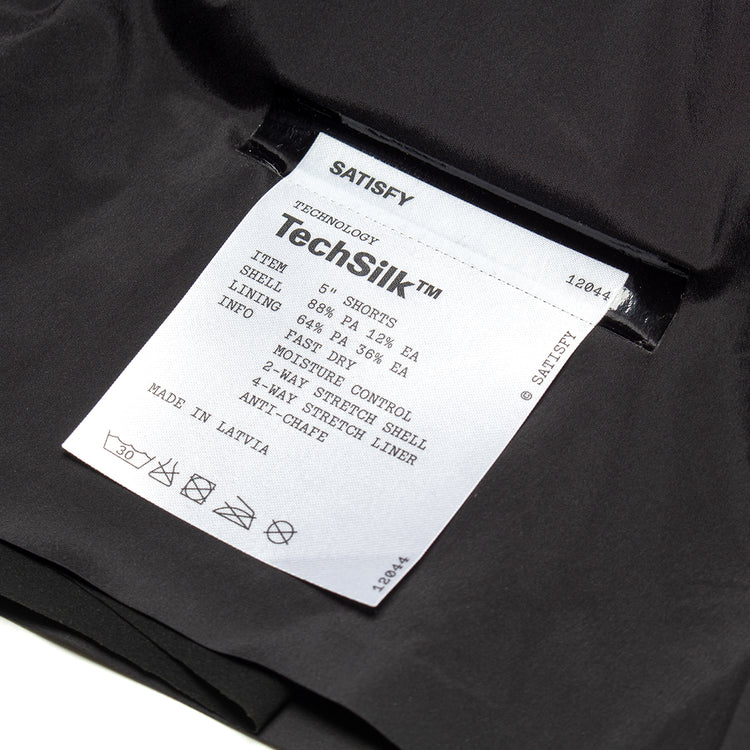 SATISFY
12044
TECHNOLOGY
TechSilk™
ITEM 5" SHORTS
SHELL 88% PA 12% EA
LINING 64% PA 36% EA
INFO FAST DRY
MOISTURE CONTROL
2-WAY STRETCH SHELL
4-WAY STRETCH LINER
ANTI-CHAFE
MADE IN LATVIA
30
© SATISFY
12044